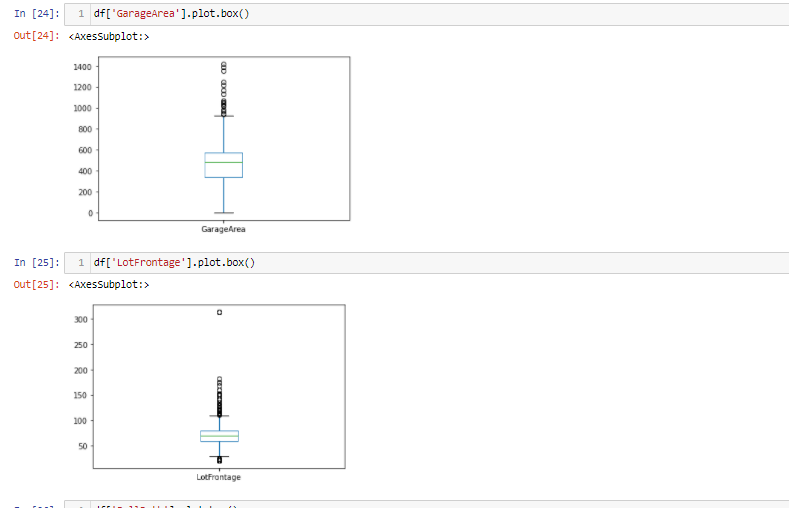 In [24]: 1 df['GarageArea'].plot.box()
Out[24]: <AxesSubplot:>
1400
1200
1000
800
600
400
200
0
GarageArea
In [25]: 1 df['LotFrontage'].plot.box()
Out[25]: <AxesSubplot:>
300
250
200
150
100
50
LotFrontage